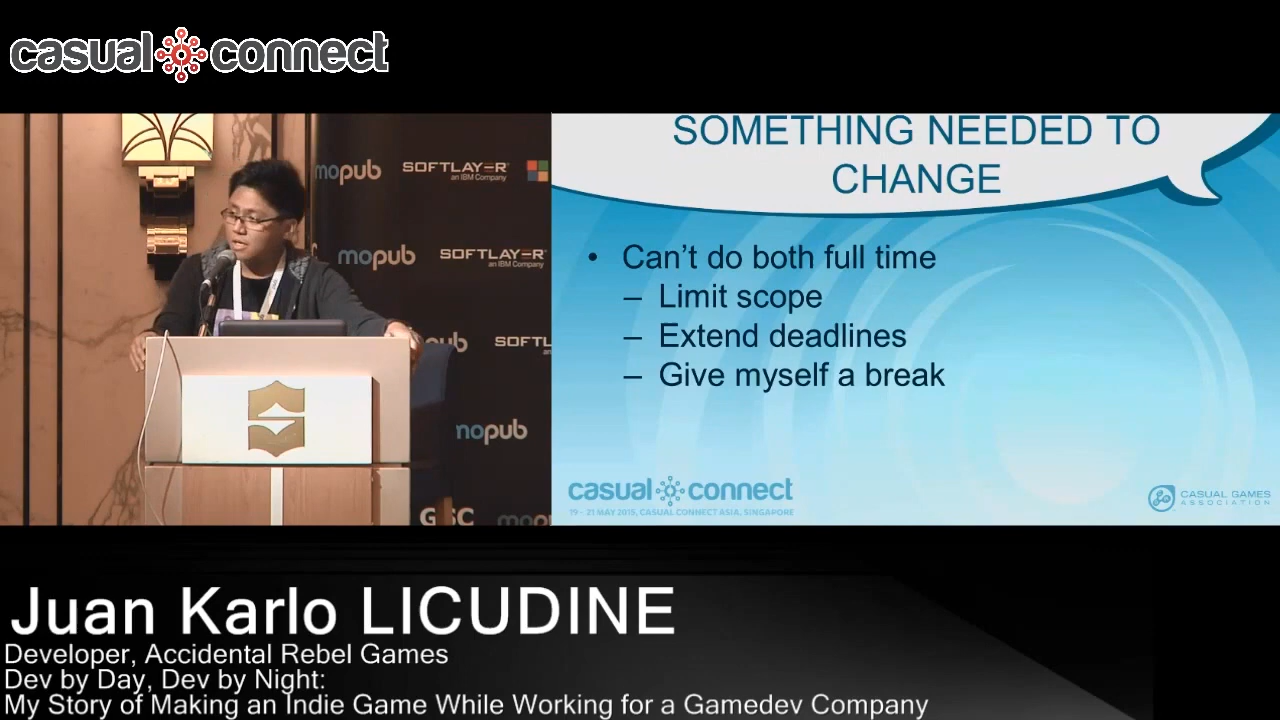 casual connect
mopub SOFTLAYER
an IBM Company
mopub SOFTLAYER
an IBM Company
mopub
nopub
SOMETHING NEEDED TO
CHANGE
• Can't do both full time
– Limit scope
– Extend deadlines
– Give myself a break
casual connect
19 - 21 MAY 2015, CASUAL CONNECT ASIA, SINGAPORE
CASUAL GAMES
ASSOCIATION
Juan Karlo LICUDINE
Developer, Accidental Rebel Games
Dev by Day, Dev by Night:
My Story of Making an Indie Game While Working for a Gamedev Company